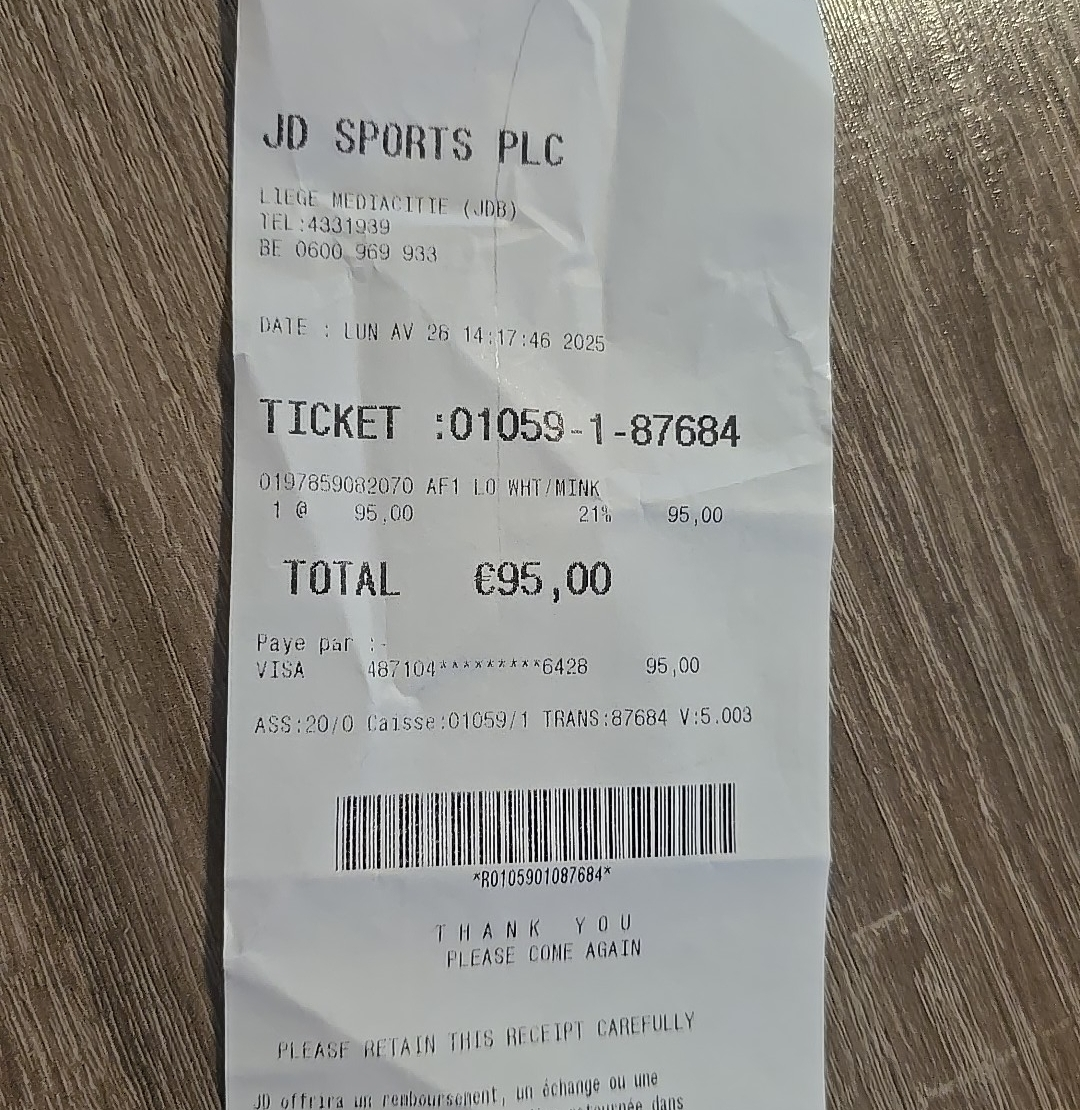 JD SPORTS PLC
LIEGE MEDIACITIE (JDB)
TEL:4331939
BE 0600 969 933
DATE : LUN AV 28 14:17:46 2025
TICKET :01059-1-87684
0197859082070 AF1 LO WHT/MINK
1 @ 95,00 21% 95,00
TOTAL €95,00
Paye par :-
VISA 487104*********6428 95,00
ASS:20/0 Caisse:01059/1 TRANS:87684 V:5.003
*R0105901087684*
THANK YOU
PLEASE COME AGAIN
PLEASE RETAIN THIS RECEIPT CAREFULLY
JD offrira un remboursement, un échange ou une
retournée dans